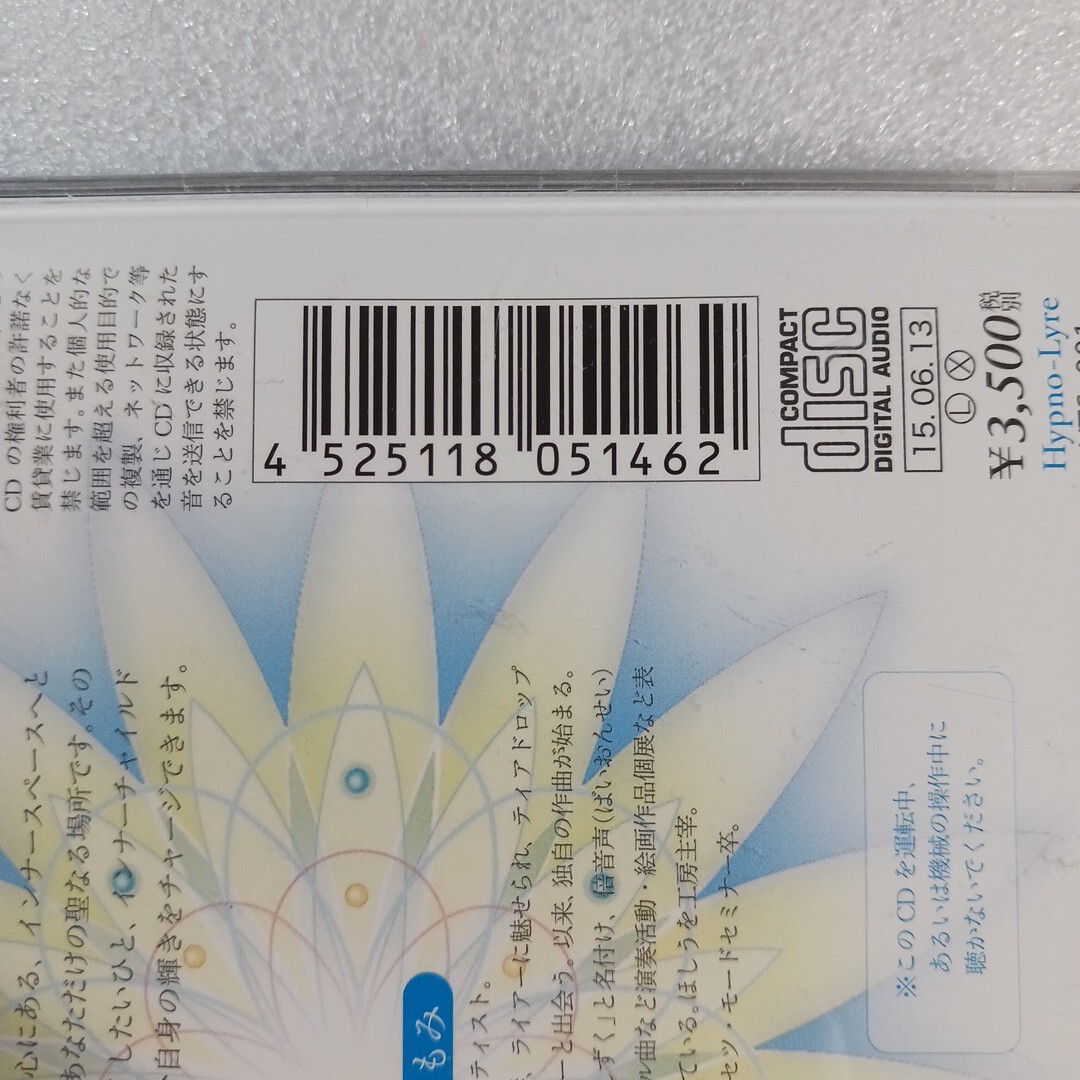 CD の権利者の許諾なく
賃貸業に使用することを
禁じます。また個人的な
範囲を超える使用目的で
の複製、ネットワーク等
を通じ CD に収録された
音を送信できる状態にす
ることを禁じます。
4 525118 051462
COMPACT
disc
DIGITAL AUDIO
15.06.13
Ⓛ Ⓧ
¥3,500税別
Hypno-Lyre
心にある、インナースペースへと
あなただけの聖なる場所です。その
したいひと、インナーチャイルド
自身の輝きをチャージできます。
もみ
ティスト。
、ライアーに魅せられ、ティアドロップ
ーと出会う。以来、独自の作曲が始まる。
ずく」と名付け、倍音声(ばいおんせい)
ル曲など演奏活動・絵画作品個展など表
ている。ほしうを工房主宰。
セツ・モードセミナー卒。
※このCDを運転中、
あるいは機械の操作中に
聴かないでください。